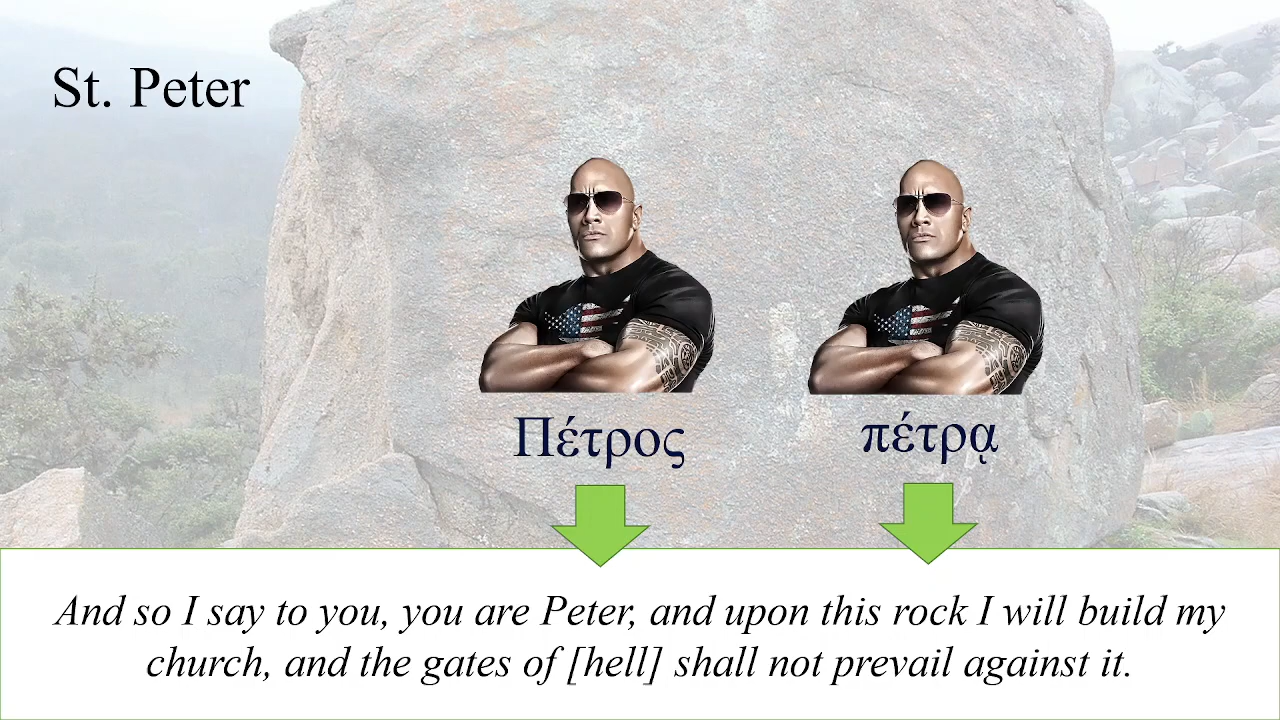 St. Peter
Πέτρος πέτρᾳ
And so I say to you, you are Peter, and upon this rock I will build my
church, and the gates of [hell] shall not prevail against it.